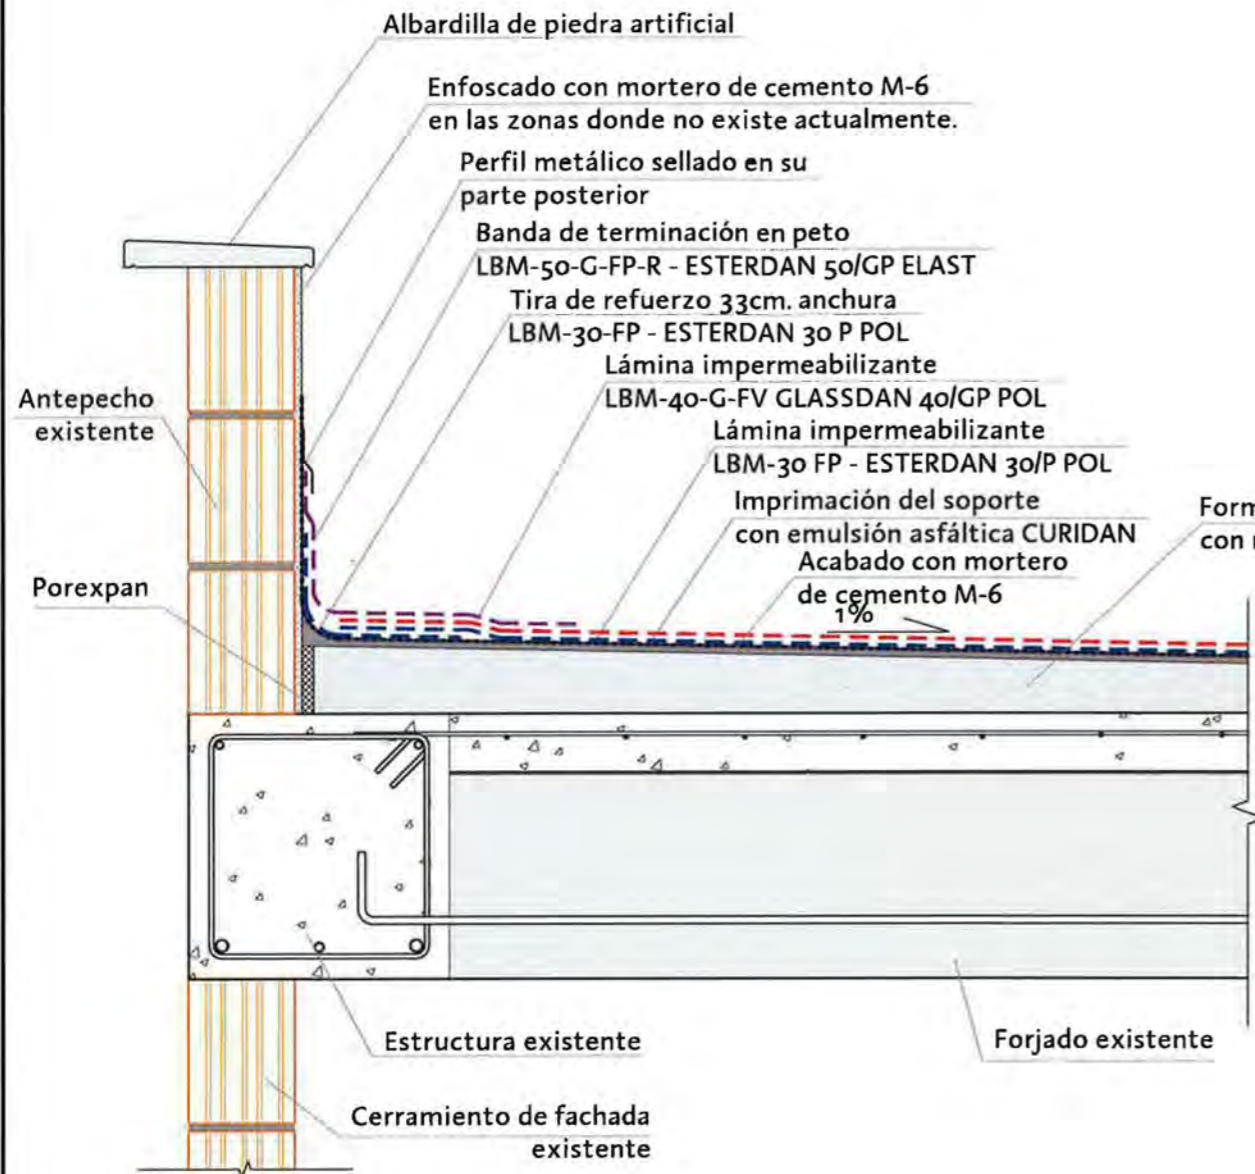 Albardilla de piedra artificial
Enfoscado con mortero de cemento M-6
en las zonas donde no existe actualmente.
Perfil metálico sellado en su
parte posterior
Banda de terminación en peto
LBM-50-G-FP-R - ESTERDAN 50/GP ELAST
Tira de refuerzo 33cm. anchura
LBM-30-FP - ESTERDAN 30 P POL
Lámina impermeabilizante
LBM-40-G-FV GLASSDAN 40/GP POL
Lámina impermeabilizante
LBM-30 FP - ESTERDAN 30/P POL
Imprimación del soporte
con emulsión asfáltica CURIDAN
Acabado con mortero
de cemento M-6
1%
Form
con
Antepecho
existente
Porexpan
Estructura existente
Forjado existente
Cerramiento de fachada
existente